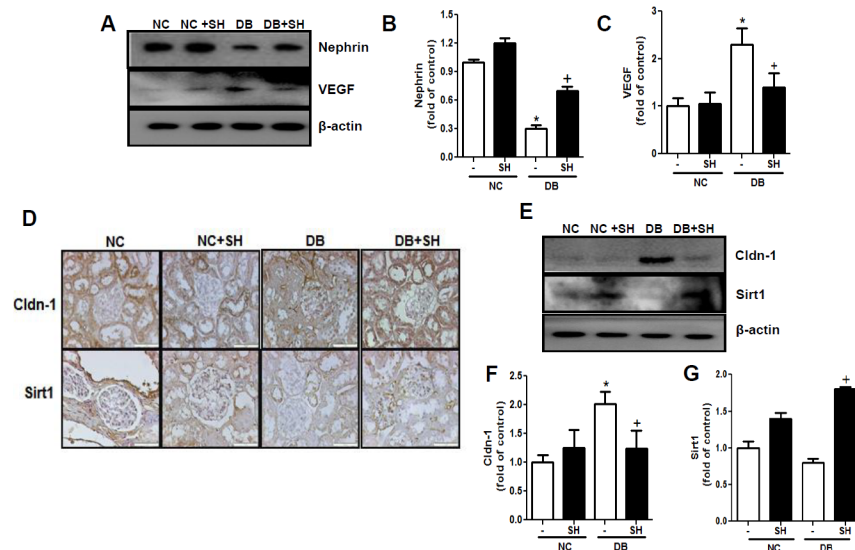 A
NC NC +SH DB DB+SH
Nephrin
VEGF
β-actin
B
Nephrin
(fold of control)
1.5
1.2
0.9
0.6
0.3
0.0
*
+
- SH - SH
NC DB
C
VEGF
(fold of control)
3
2
1
0
*
+
- SH - SH
NC DB
D
NC NC+SH DB DB+SH
Cldn-1
Sirt1
E
NC NC +SH DB DB+SH
Cldn-1
Sirt1
β-actin
F
Cldn-1
(fold of control)
2.5
2.0
1.5
1.0
0.5
0.0
*
+
- SH - SH
NC DB
G
Sirt1
(fold of control)
2.0
1.5
1.0
0.5
0.0
+
- SH - SH
NC DB